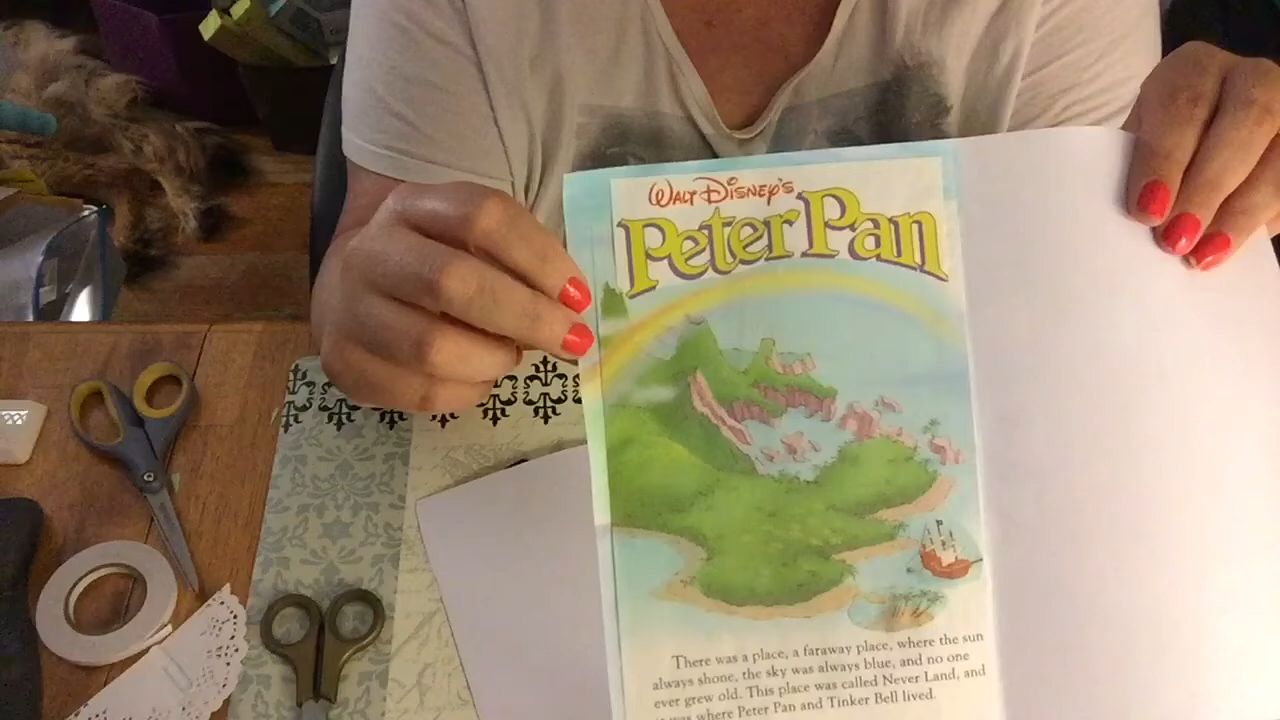 Walt Disney's
Peter Pan
There was a place, a faraway place, where the sun
always shone, the sky was always blue, and no one
ever grew old. This place was called Never Land, and
it was where Peter Pan and Tinker Bell lived.